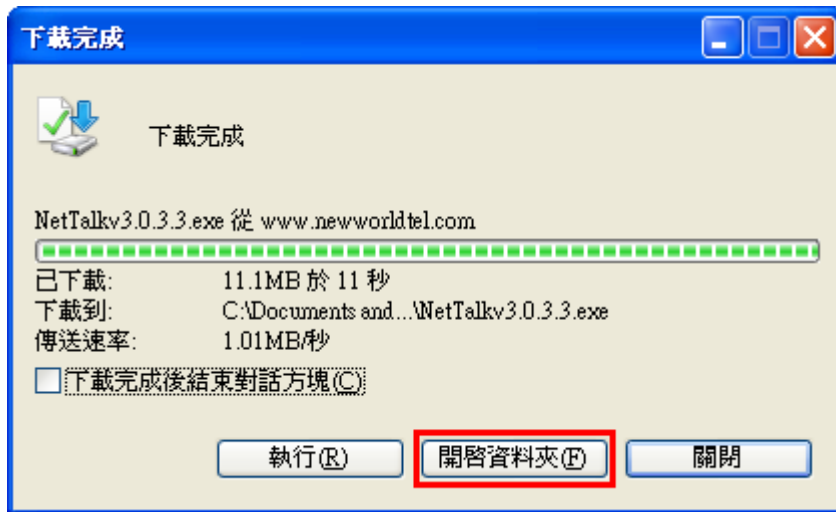 下載完成
下載完成
NetTalkv3.0.3.3.exe 從 www.newworldtel.com
已下載: 11.1MB 於 11 秒
下載到: C:\Documents and...\NetTalkv3.0.3.3.exe
傳送速率: 1.01MB/秒
下載完成後結束對話方塊(C)
執行(R) 開啓資料夾(F) 關閉